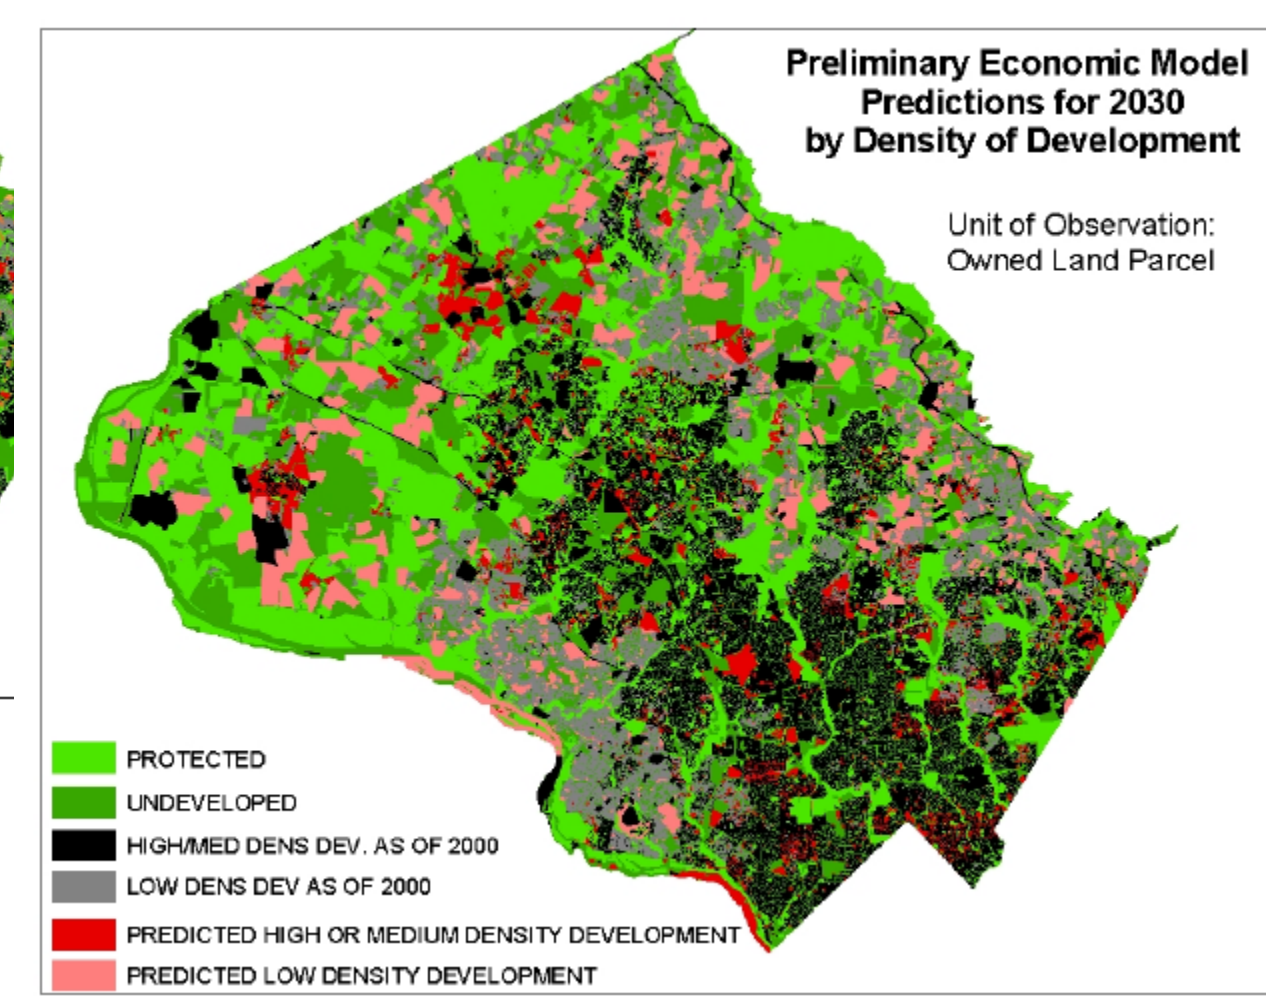 Preliminary Economic Model
Predictions for 2030
by Density of Development
Unit of Observation:
Owned Land Parcel
PROTECTED
UNDEVELOPED
HIGH/MED DENS DEV. AS OF 2000
LOW DENS DEV AS OF 2000
PREDICTED HIGH OR MEDIUM DENSITY DEVELOPMENT
PREDICTED LOW DENSITY DEVELOPMENT